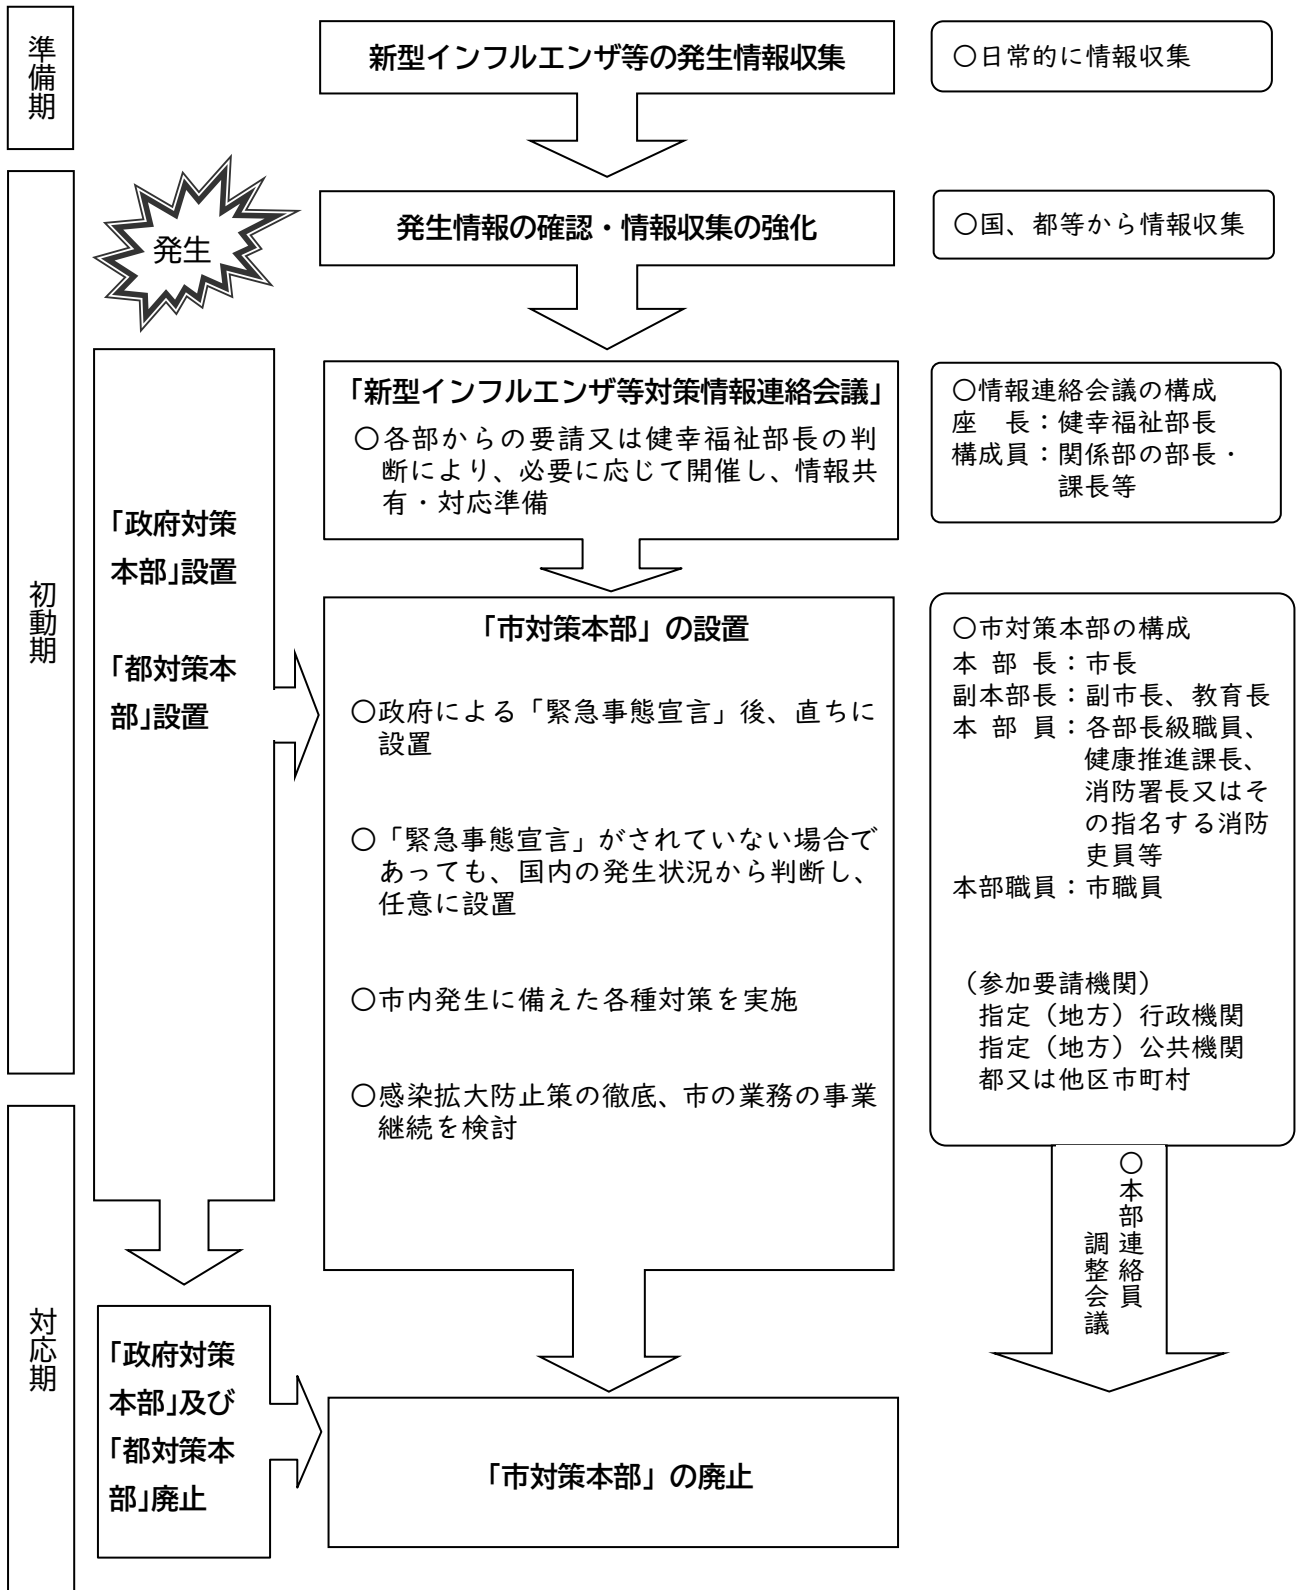 準備期
新型インフルエンザ等の発生情報収集
〇日常的に情報収集
初動期
発生
発生情報の確認・情報収集の強化
〇国、都等から情報収集
「新型インフルエンザ等対策情報連絡会議」
〇各部からの要請又は健幸福祉部長の判
断により、必要に応じて開催し、情報共
有・対応準備
〇情報連絡会議の構成
座　長：健幸福祉部長
構成員：関係部の部長・
課長等
「政府対策
本部」設置
「都対策本
部」設置
「市対策本部」の設置
〇政府による「緊急事態宣言」後、直ちに
設置
〇「緊急事態宣言」がされていない場合で
あっても、国内の発生状況から判断し、
任意に設置
〇市内発生に備えた各種対策を実施
〇感染拡大防止策の徹底、市の業務の事業
継続を検討
〇市対策本部の構成
本 部 長：市長
副本部長：副市長、教育長
本 部 員：各部長級職員、
健康推進課長、
消防署長又はそ
の指名する消防
吏員等
本部職員：市職員
（参加要請機関）
指定（地方）行政機関
指定（地方）公共機関
都又は他区市町村
〇本部連絡員
調整会議
対応期
「政府対策
本部」及び
「都対策本
部」廃止
「市対策本部」の廃止